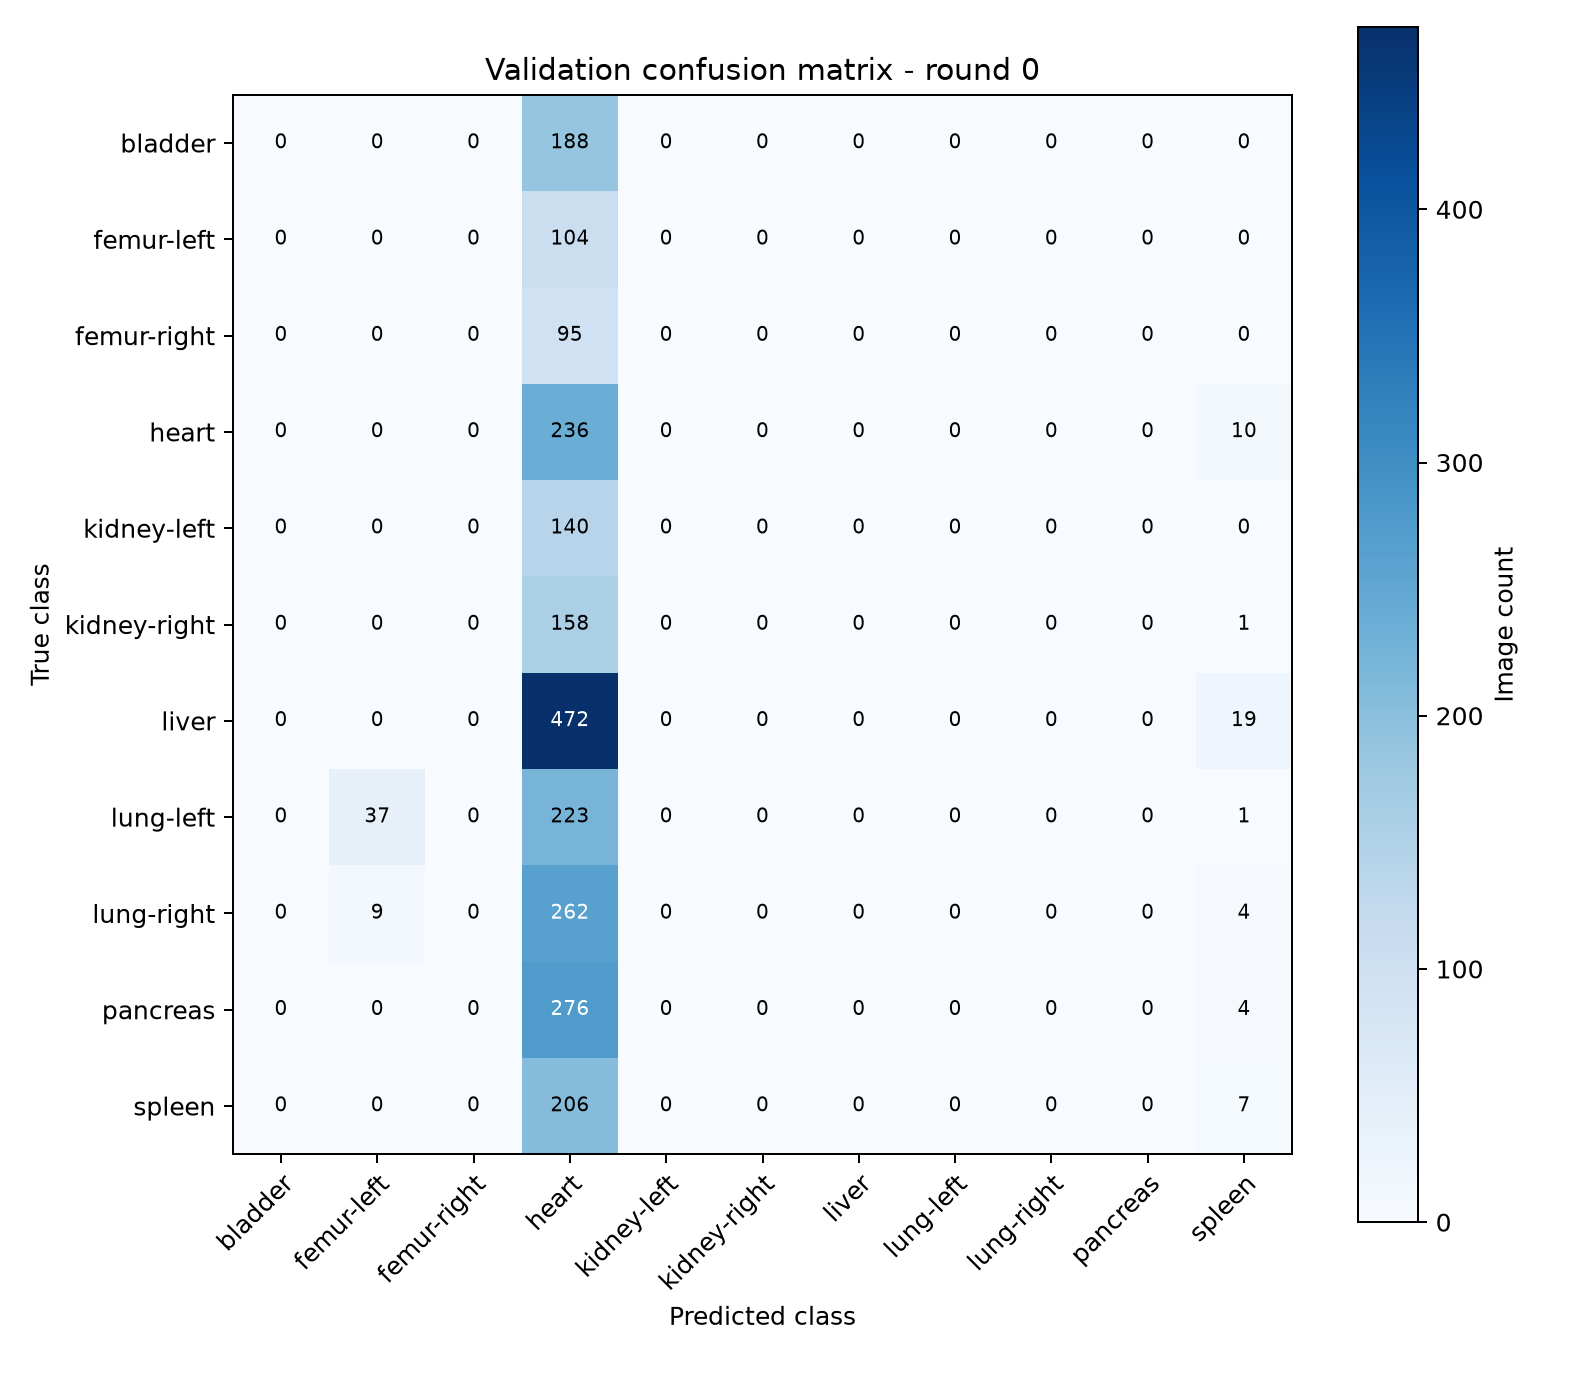 Validation confusion matrix - round 0
bladder 0 0 0 188 0 0 0 0 0 0 0
femur-left 0 0 0 104 0 0 0 0 0 0 0
femur-right 0 0 0 95 0 0 0 0 0 0 0
heart 0 0 0 236 0 0 0 0 0 0 10
kidney-left 0 0 0 140 0 0 0 0 0 0 0
kidney-right 0 0 0 158 0 0 0 0 0 0 1
liver 0 0 0 472 0 0 0 0 0 0 19
lung-left 0 37 0 223 0 0 0 0 0 0 1
lung-right 0 9 0 262 0 0 0 0 0 0 4
pancreas 0 0 0 276 0 0 0 0 0 0 4
spleen 0 0 0 206 0 0 0 0 0 0 7
True class
bladder femur-left femur-right heart kidney-left kidney-right liver lung-left lung-right pancreas spleen
Predicted class
400
300
200
100
0
Image count